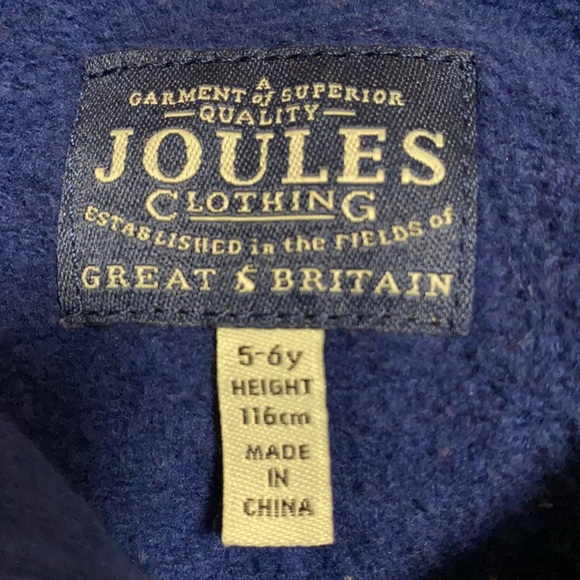 A
GARMENT of SUPERIOR
QUALITY
JOULES
CLOTHING
ESTABLISHED in the FIELDS of
GREAT BRITAIN
5-6y
HEIGHT
116cm
MADE
IN
CHINA